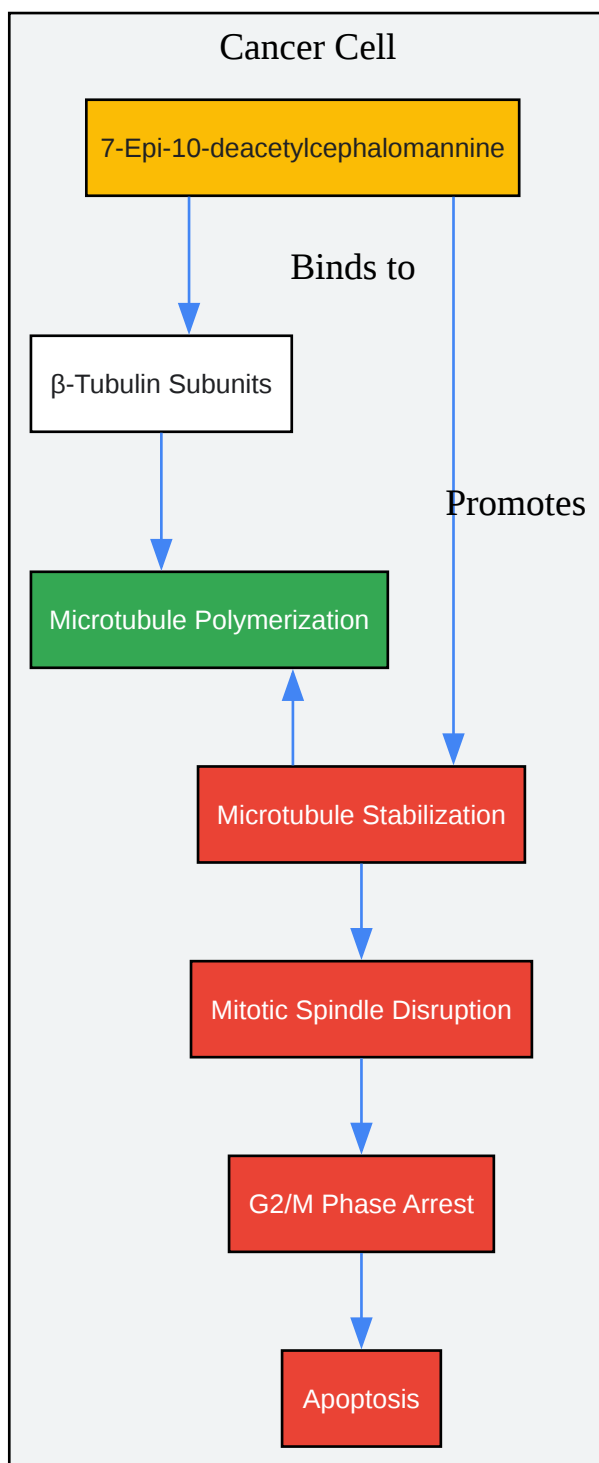 Cancer Cell
7-Epi-10-deacetylcephalomannine
Binds to
β-Tubulin Subunits
Promotes
Microtubule Polymerization
Microtubule Stabilization
Mitotic Spindle Disruption
G2/M Phase Arrest
Apoptosis